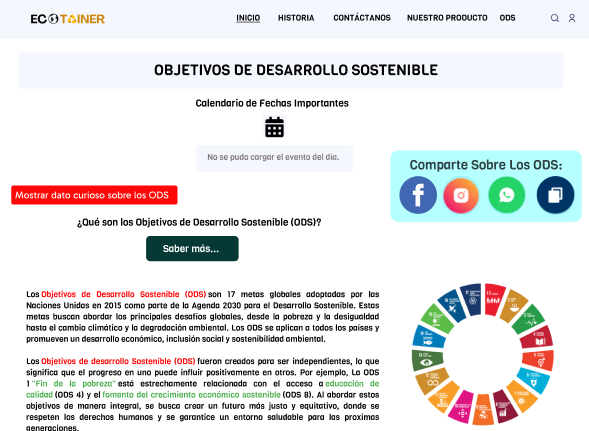 ECOTAINER
INICIO HISTORIA CONTÁCTANOS NUESTRO PRODUCTO ODS
OBJETIVOS DE DESARROLLO SOSTENIBLE
Calendario de Fechas Importantes
No se pudo cargar el evento del día.
Comparte Sobre Los ODS:
Mostrar dato curioso sobre los ODS
¿Qué son los Objetivos de Desarrollo Sostenible (ODS)?
Saber más...
Los Objetivos de Desarrollo Sostenible (ODS) son 17 metas globales adoptadas por las
Naciones Unidas en 2015 como parte de la Agenda 2030 para el Desarrollo Sostenible. Estas
metas buscan abordar los principales desafíos globales, desde la pobreza y la desigualdad
hasta el cambio climático y la degradación ambiental. Los ODS se aplican a todos los países y
promueven un desarrollo económico, inclusión social y sostenibilidad ambiental.
Los Objetivos de desarrollo Sostenible (ODS) fueron creados para ser independientes, lo que
significa que el progreso en uno puede influir positivamente en otros. Por ejemplo, La ODS
1 "Fin de la pobreza" está estrechamente relacionada con el acceso a educación de
calidad (ODS 4) y el fomento del crecimiento económico sostenible (ODS 8). Al abordar estos
objetivos de manera integral, se busca crear un futuro más justo y equitativo, donde se
respeten los derechos humanos y se garantice un entorno saludable para las proximas
generaciones.